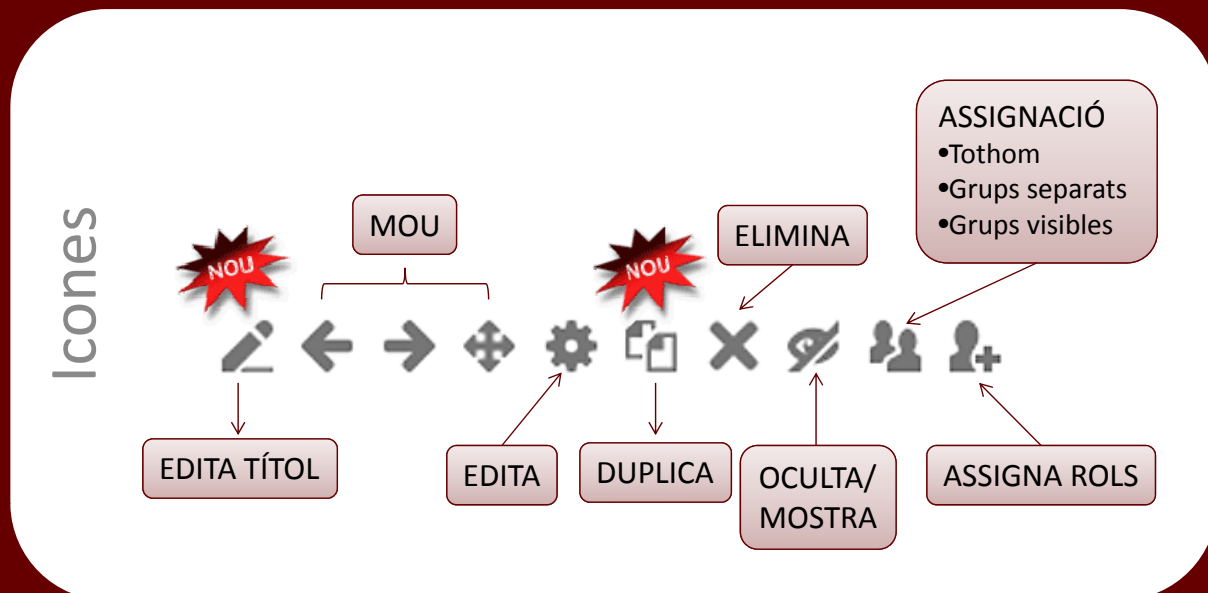 Icones
ASSIGNACIÓ
•Tothom
•Grups separats
•Grups visibles
MOU
ELIMINA
NOU
NOU
EDITA TÍTOL
EDITA
DUPLICA
OCULTA/
MOSTRA
ASSIGNA ROLS